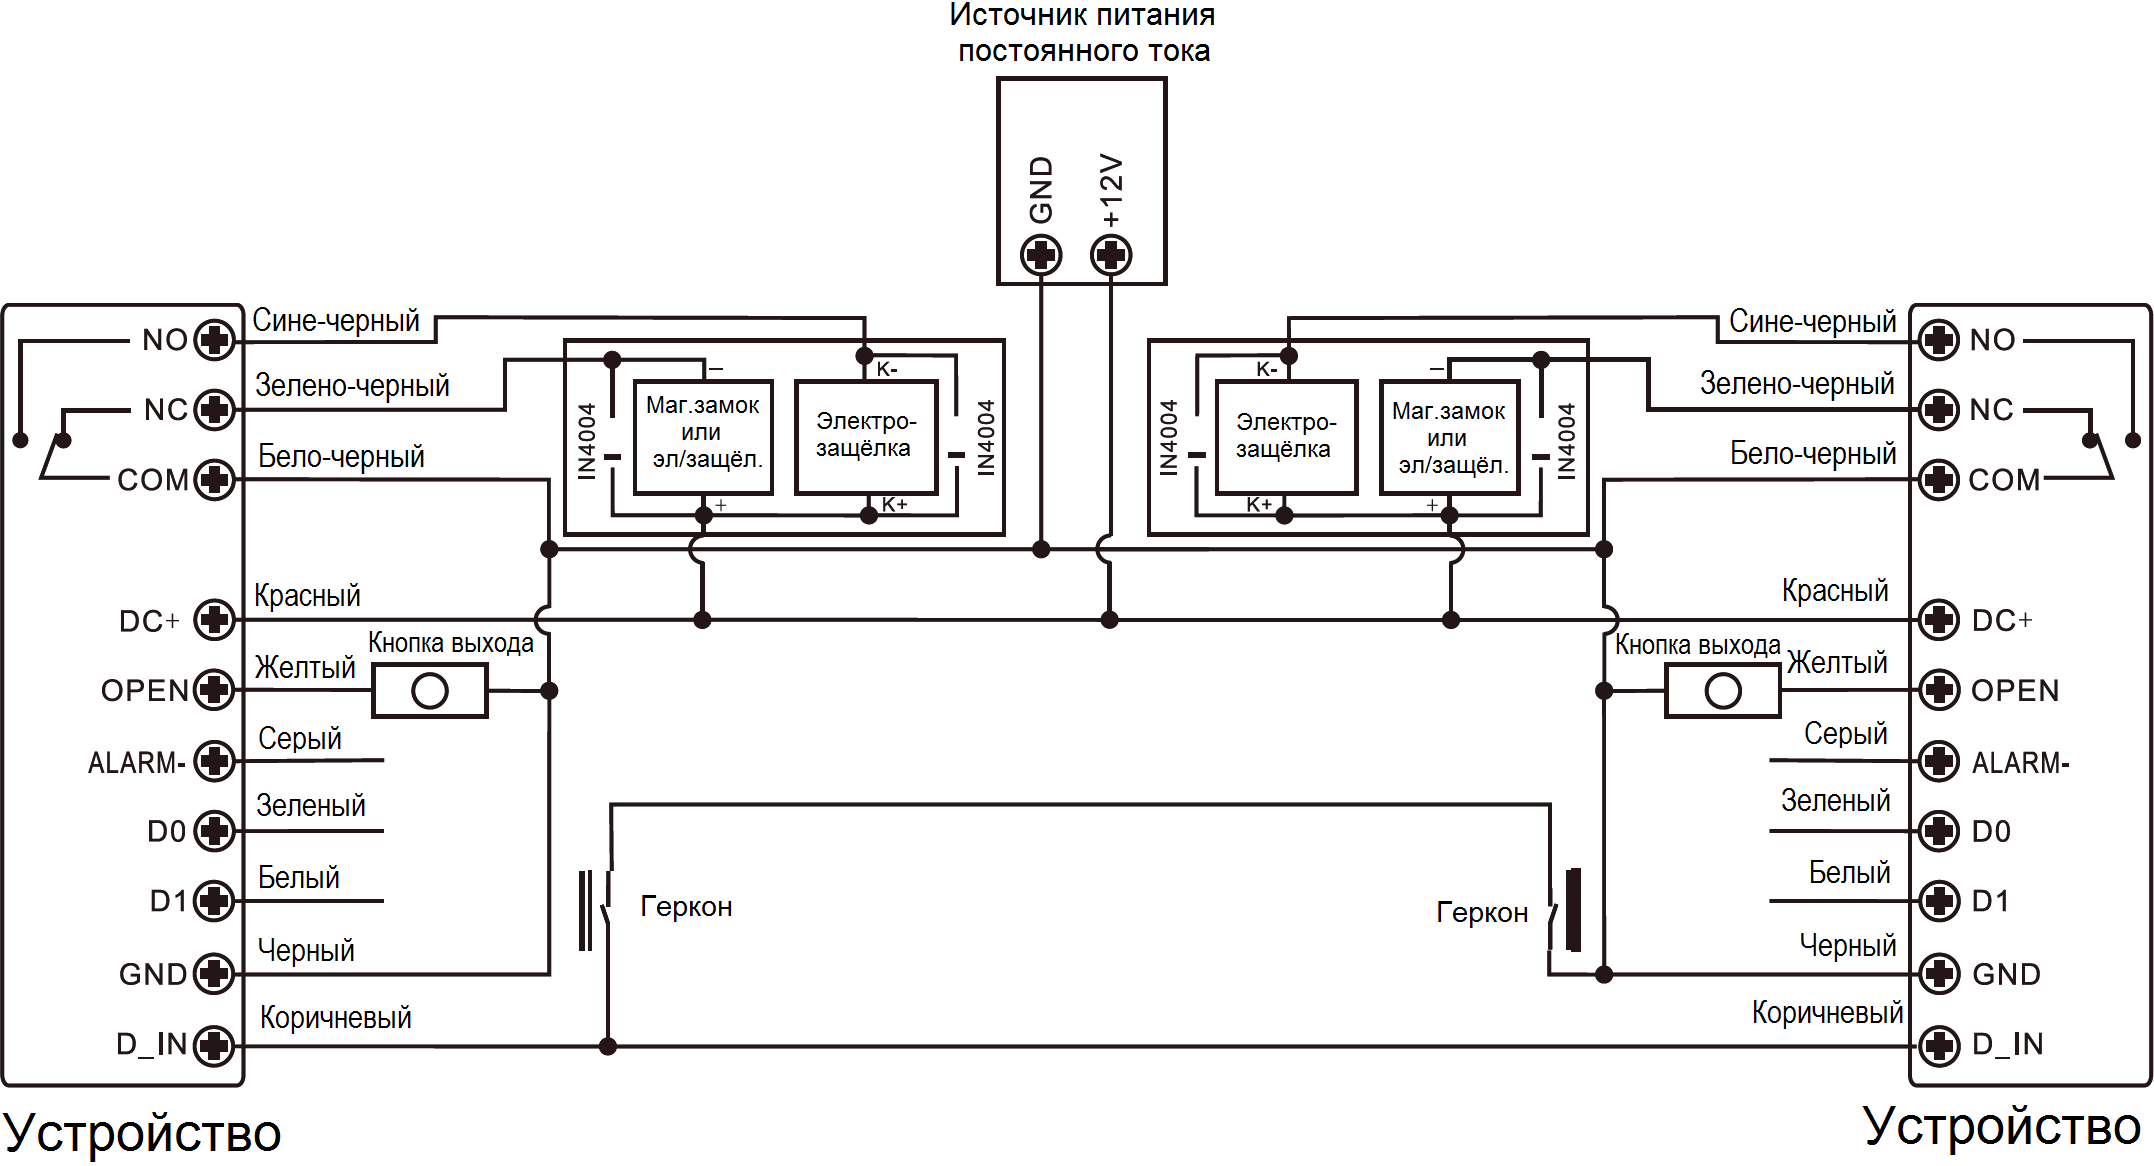 Источник питания
постоянного тока
GND
+12V
NO
Сине-черный
NC
Зелено-черный
COM
Бело-черный
DC+
Красный
Кнопка выхода
OPEN
Желтый
ALARM-
Серый
D0
Зеленый
D1
Белый
GND
Черный
D_IN
Коричневый
Устройство
IN4004
–
Маг.замок
или
эл/защёл.
+
K-
Электро-
защёлка
K+
IN4004
IN4004
K-
Электро-
защёлка
K+
–
Маг.замок
или
эл/защёл.
+
IN4004
Геркон
Геркон
Сине-черный
NO
Зелено-черный
NC
Бело-черный
COM
Красный
DC+
Кнопка выхода
Желтый
OPEN
Серый
ALARM-
Зеленый
D0
Белый
D1
Черный
GND
Коричневый
D_IN
Устройство